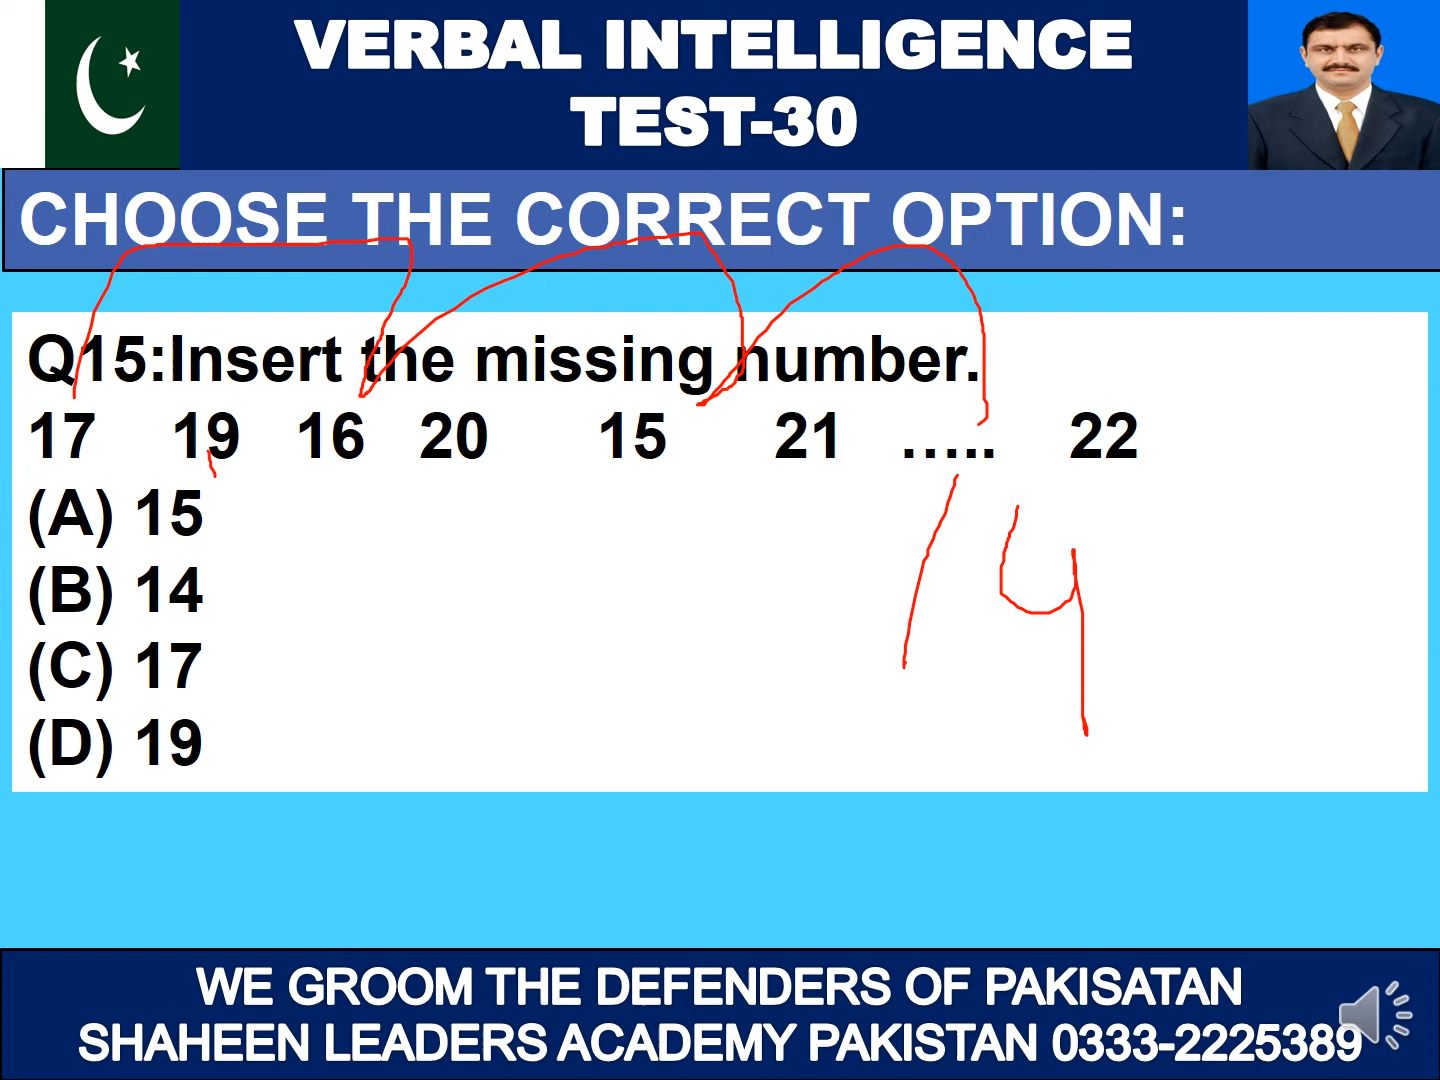 VERBAL INTELLIGENCE
TEST-30
CHOOSE THE CORRECT OPTION:
Q15:Insert the missing number.
17 19 16 20 15 21 ..... 22
(A) 15
(B) 14
(C) 17
(D) 19
14
WE GROOM THE DEFENDERS OF PAKISATAN
SHAHEEN LEADERS ACADEMY PAKISTAN 0333-2225389